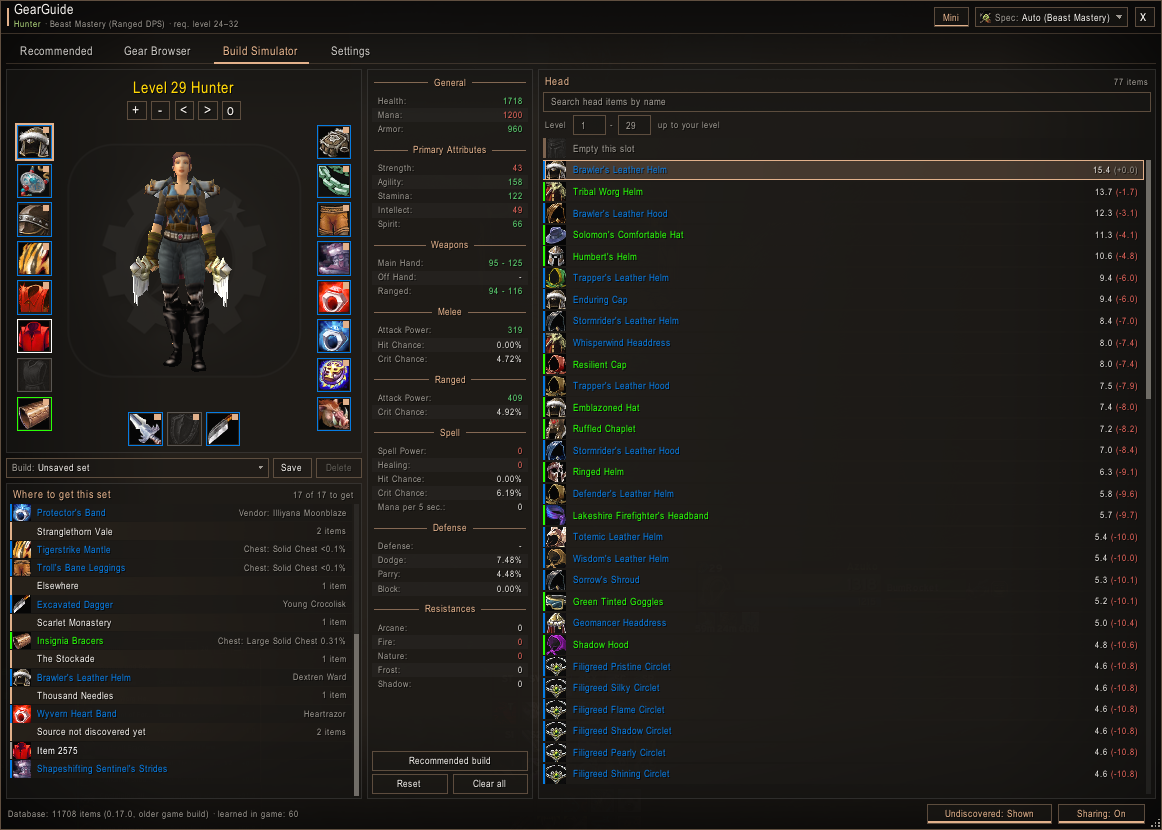 GearGuide
Hunter · Beast Mastery (Ranged DPS) · req. level 24–32
Mini
Spec: Auto (Beast Mastery)
X
Recommended
Gear Browser
Build Simulator
Settings
Level 29 Hunter
+ - < > 0
Build: Unsaved set
Save
Delete
Where to get this set
17 of 17 to get
Protector's Band Vendor: Illiyana Moonblaze
Stranglethorn Vale 2 items
Tigerstrike Mantle Chest: Solid Chest <0.1%
Troll's Bane Leggings Chest: Solid Chest <0.1%
Elsewhere 1 item
Excavated Dagger Young Crocolisk
Scarlet Monastery 1 item
Insignia Bracers Chest: Large Solid Chest 0.31%
The Stockade 1 item
Brawler's Leather Helm Dextren Ward
Thousand Needles 1 item
Wyvern Heart Band Heartrazor
Source not discovered yet 2 items
Item 2575
Shapeshifting Sentinel's Strides
General
Health: 1718
Mana: 1200
Armor: 960
Primary Attributes
Strength: 43
Agility: 158
Stamina: 122
Intellect: 49
Spirit: 66
Weapons
Main Hand: 95 - 125
Off Hand: -
Ranged: 94 - 116
Melee
Attack Power: 319
Hit Chance: 0.00%
Crit Chance: 4.72%
Ranged
Attack Power: 409
Crit Chance: 4.92%
Spell
Spell Power: 0
Healing: 0
Hit Chance: 0.00%
Crit Chance: 6.19%
Mana per 5 sec.: 0
Defense
Defense: -
Dodge: 7.48%
Parry: 4.48%
Block: 0.00%
Resistances
Arcane: 0
Fire: 0
Nature: 0
Frost: 0
Shadow: 0
Recommended build
Reset
Clear all
Head
77 items
Search head items by name
Level 1 - 29 up to your level
Empty this slot
Brawler's Leather Helm 15.4 (+0.0)
Tribal Worg Helm 13.7 (-1.7)
Brawler's Leather Hood 12.3 (-3.1)
Solomon's Comfortable Hat 11.3 (-4.1)
Humbert's Helm 10.6 (-4.8)
Trapper's Leather Helm 9.4 (-6.0)
Enduring Cap 9.4 (-6.0)
Stormrider's Leather Helm 8.4 (-7.0)
Whisperwind Headdress 8.0 (-7.4)
Resilient Cap 8.0 (-7.4)
Trapper's Leather Hood 7.5 (-7.9)
Emblazoned Hat 7.4 (-8.0)
Ruffled Chaplet 7.2 (-8.2)
Stormrider's Leather Hood 7.0 (-8.4)
Ringed Helm 6.3 (-9.1)
Defender's Leather Helm 5.8 (-9.6)
Lakeshire Firefighter's Headband 5.7 (-9.7)
Totemic Leather Helm 5.4 (-10.0)
Wisdom's Leather Helm 5.4 (-10.0)
Sorrow's Shroud 5.3 (-10.1)
Green Tinted Goggles 5.2 (-10.1)
Geomancer Headdress 5.0 (-10.4)
Shadow Hood 4.8 (-10.6)
Filigreed Pristine Circlet 4.6 (-10.8)
Filigreed Silky Circlet 4.6 (-10.8)
Filigreed Flame Circlet 4.6 (-10.8)
Filigreed Shadow Circlet 4.6 (-10.8)
Filigreed Pearly Circlet 4.6 (-10.8)
Filigreed Shining Circlet 4.6 (-10.8)
Database: 11708 items (0.17.0, older game build) · learned in game: 60
Undiscovered: Shown
Sharing: On